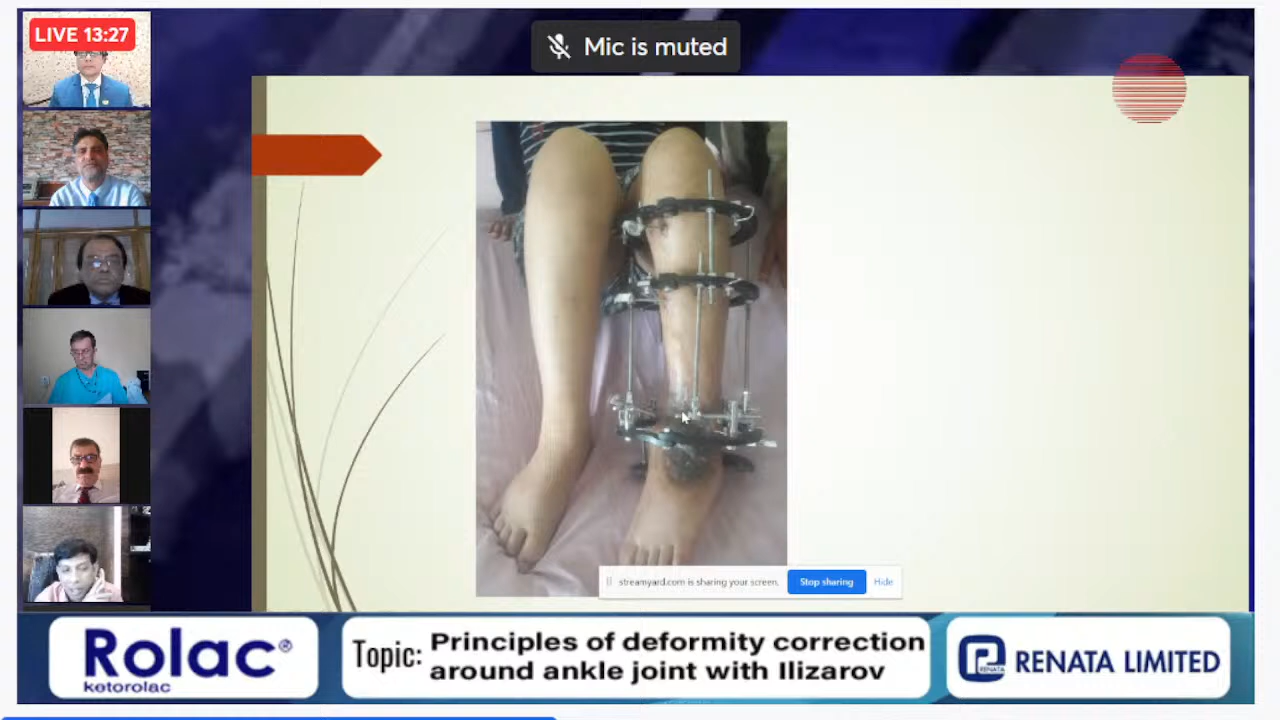 LIVE 13:27
Mic is muted
streamyard.com is sharing your screen.
Stop sharing
Hide
Rolac®
ketorolac
Topic:
Principles of deformity correction
around ankle joint with Ilizarov
RENATA
RENATA LIMITED